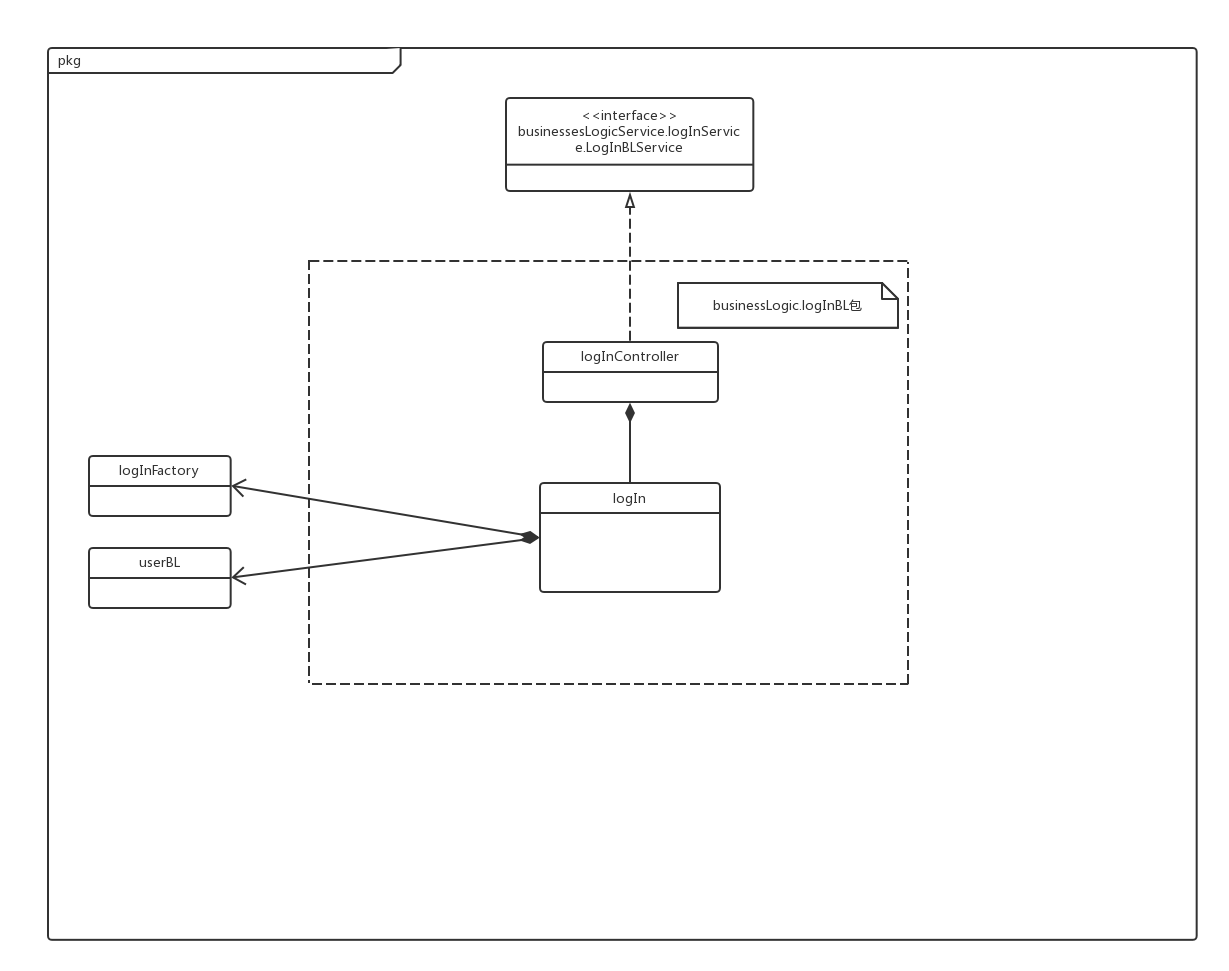 pkg
<<interface>>
businessesLogicService.logInServic
e.LogInBLService
businessLogic.logInBL包
logInController
logInFactory
logIn
userBL